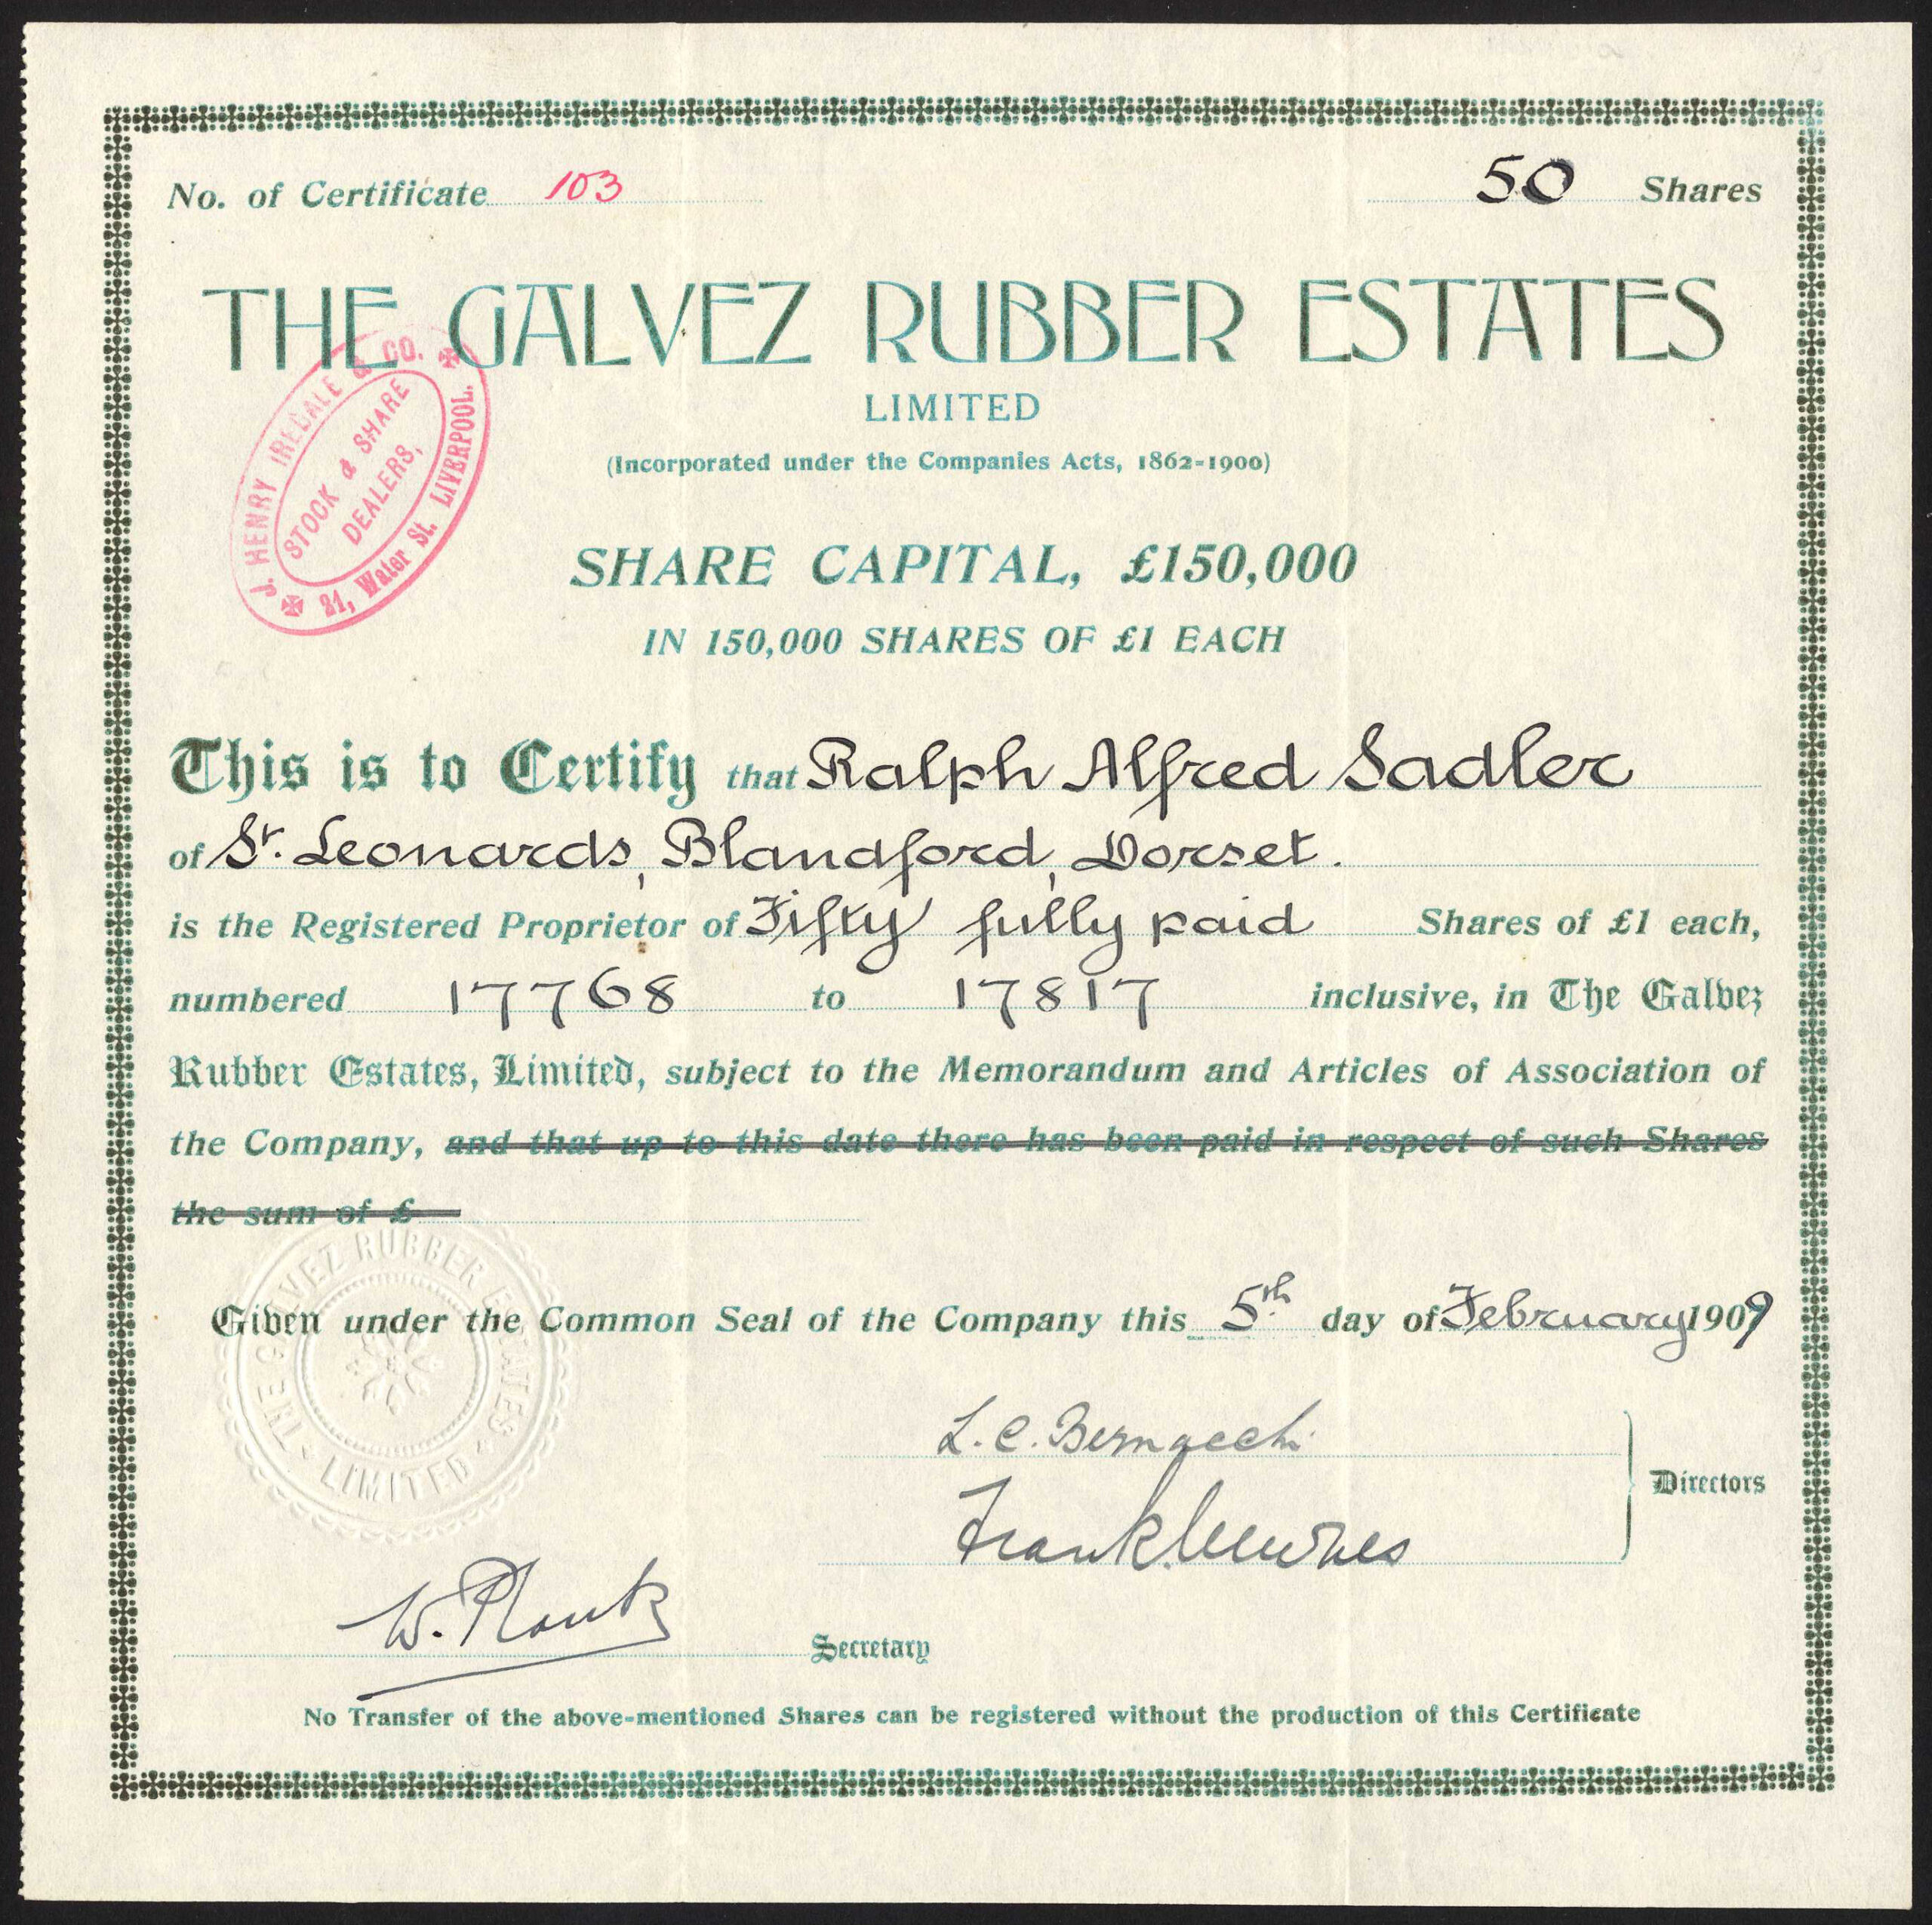 No. of Certificate 103 50 Shares
THE GALVEZ RUBBER ESTATES
LIMITED
(Incorporated under the Companies Acts, 1862-1900)
J. HENRY IREDALE & CO.
STOCK & SHARE
DEALERS,
21, Water St. LIVERPOOL.
SHARE CAPITAL, £150,000
IN 150,000 SHARES OF £1 EACH
This is to Certify that Ralph Alfred Sadler
of St. Leonards, Blandford, Dorset.
is the Registered Proprietor of Fifty fully paid Shares of £1 each,
numbered 17768 to 17817 inclusive, in The Galvez
Rubber Estates, Limited, subject to the Memorandum and Articles of Association of
the Company, and that up to this date there has been paid in respect of such Shares
the sum of £
THE GALVEZ RUBBER ESTATES
LIMITED
Given under the Common Seal of the Company this 5th day of February 1909
L. C. Bernacchi
Frank Newnes
Directors
W. Secretary
No Transfer of the above-mentioned Shares can be registered without the production of this Certificate